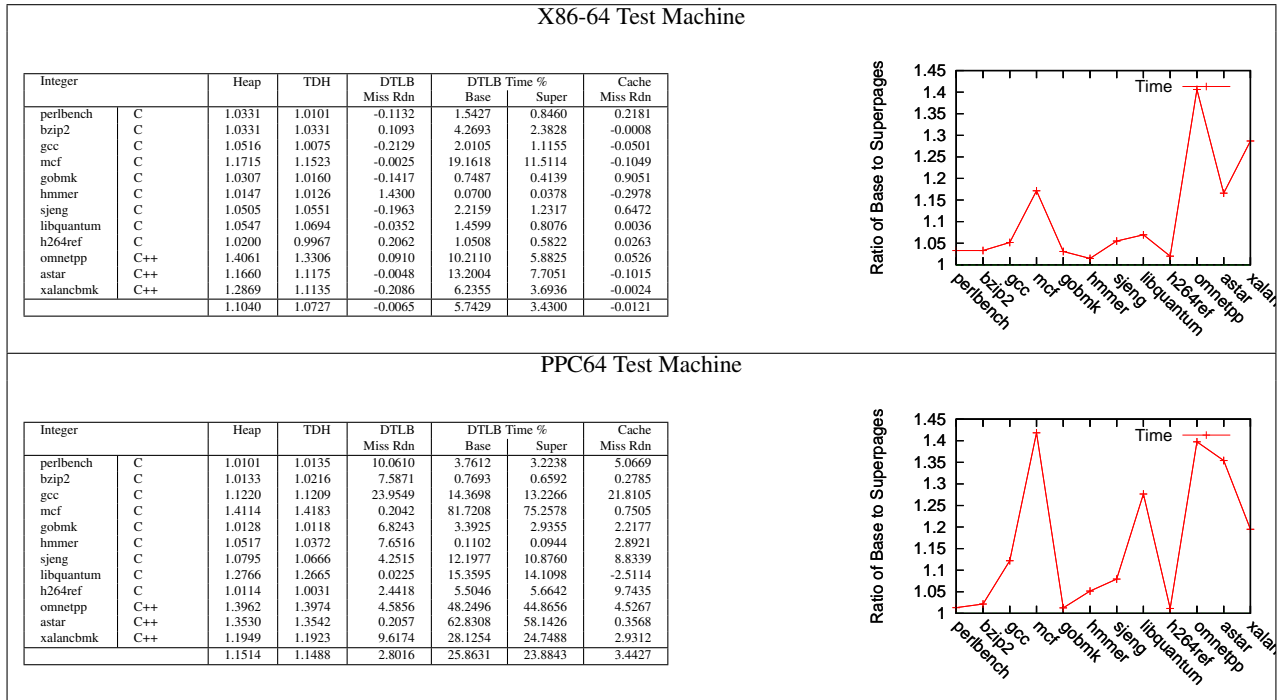 X86-64 Test Machine
Integer Heap TDH DTLB DTLB Time % Cache
Miss Rdn Base Super Miss Rdn
perlbench C 1.0331 1.0101 -0.1132 1.5427 0.8460 0.2181
bzip2 C 1.0331 1.0331 0.1093 4.2693 2.3828 -0.0008
gcc C 1.0516 1.0075 -0.2129 2.0105 1.1155 -0.0501
mcf C 1.1715 1.1523 -0.0025 19.1618 11.5114 -0.1049
gobmk C 1.0307 1.0160 -0.1417 0.7487 0.4139 0.9051
hmmer C 1.0147 1.0126 1.4300 0.0700 0.0378 -0.2978
sjeng C 1.0505 1.0551 -0.1963 2.2159 1.2317 0.6472
libquantum C 1.0547 1.0694 -0.0352 1.4599 0.8076 0.0036
h264ref C 1.0200 0.9967 0.2062 1.0508 0.5822 0.0263
omnetpp C++ 1.4061 1.3306 0.0910 10.2110 5.8825 0.0526
astar C++ 1.1660 1.1175 -0.0048 13.2004 7.7051 -0.1015
xalancbmk C++ 1.2869 1.1135 -0.2086 6.2355 3.6936 -0.0024
1.1040 1.0727 -0.0065 5.7429 3.4300 -0.0121
Ratio of Base to Superpages
1.45
1.4
1.35
1.3
1.25
1.2
1.15
1.1
1.05
1
Time
perlbench
bzip2
gcc
mcf
gobmk
hmmer
sjeng
libquantum
h264ref
omnetpp
astar
xalan
PPC64 Test Machine
Integer Heap TDH DTLB DTLB Time % Cache
Miss Rdn Base Super Miss Rdn
perlbench C 1.0101 1.0135 10.0610 3.7612 3.2238 5.0669
bzip2 C 1.0133 1.0216 7.5871 0.7693 0.6592 0.2785
gcc C 1.1220 1.1209 23.9549 14.3698 13.2266 21.8105
mcf C 1.4114 1.4183 0.2042 81.7208 75.2578 0.7505
gobmk C 1.0128 1.0118 6.8243 3.3925 2.9355 2.2177
hmmer C 1.0517 1.0372 7.6516 0.1102 0.0944 2.8921
sjeng C 1.0795 1.0666 4.2515 12.1977 10.8760 8.8339
libquantum C 1.2766 1.2665 0.0225 15.3595 14.1098 -2.5114
h264ref C 1.0114 1.0031 2.4418 5.5046 5.6642 9.7435
omnetpp C++ 1.3962 1.3974 4.5856 48.2496 44.8656 4.5267
astar C++ 1.3530 1.3542 0.2057 62.8308 58.1426 0.3568
xalancbmk C++ 1.1949 1.1923 9.6174 28.1254 24.7488 2.9312
1.1514 1.1488 2.8016 25.8631 23.8843 3.4427
Ratio of Base to Superpages
1.45
1.4
1.35
1.3
1.25
1.2
1.15
1.1
1.05
1
Time
perlbench
bzip2
gcc
mcf
gobmk
hmmer
sjeng
libquantum
h264ref
omnetpp
astar
xalan